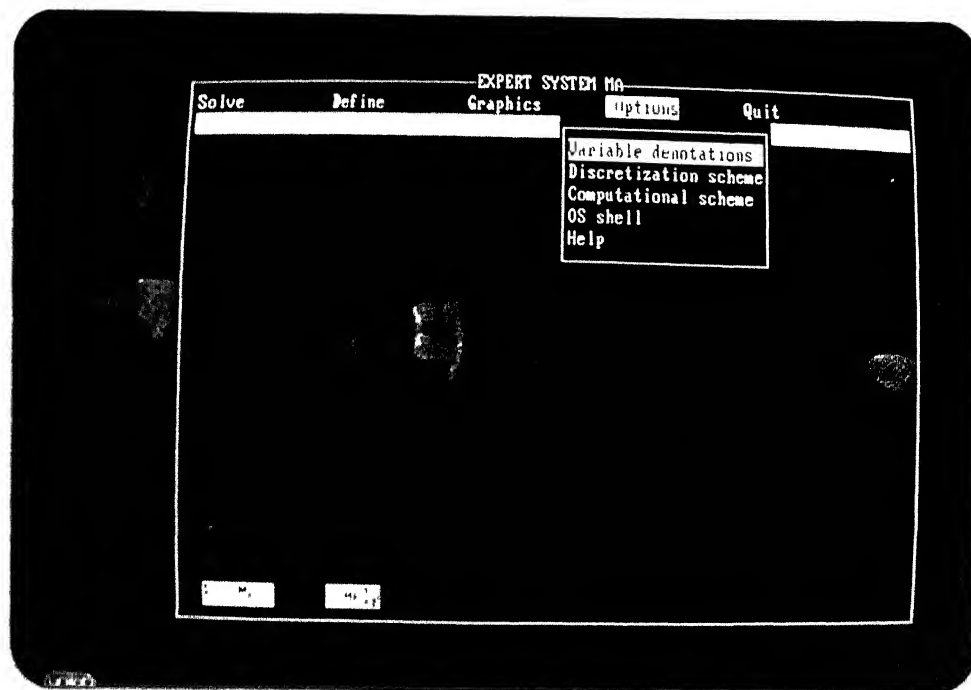 EXPERT SYSTEM MA
Solve Define Graphics Options Quit
Variable denotations
Discretization scheme
Computational scheme
OS shell
Help